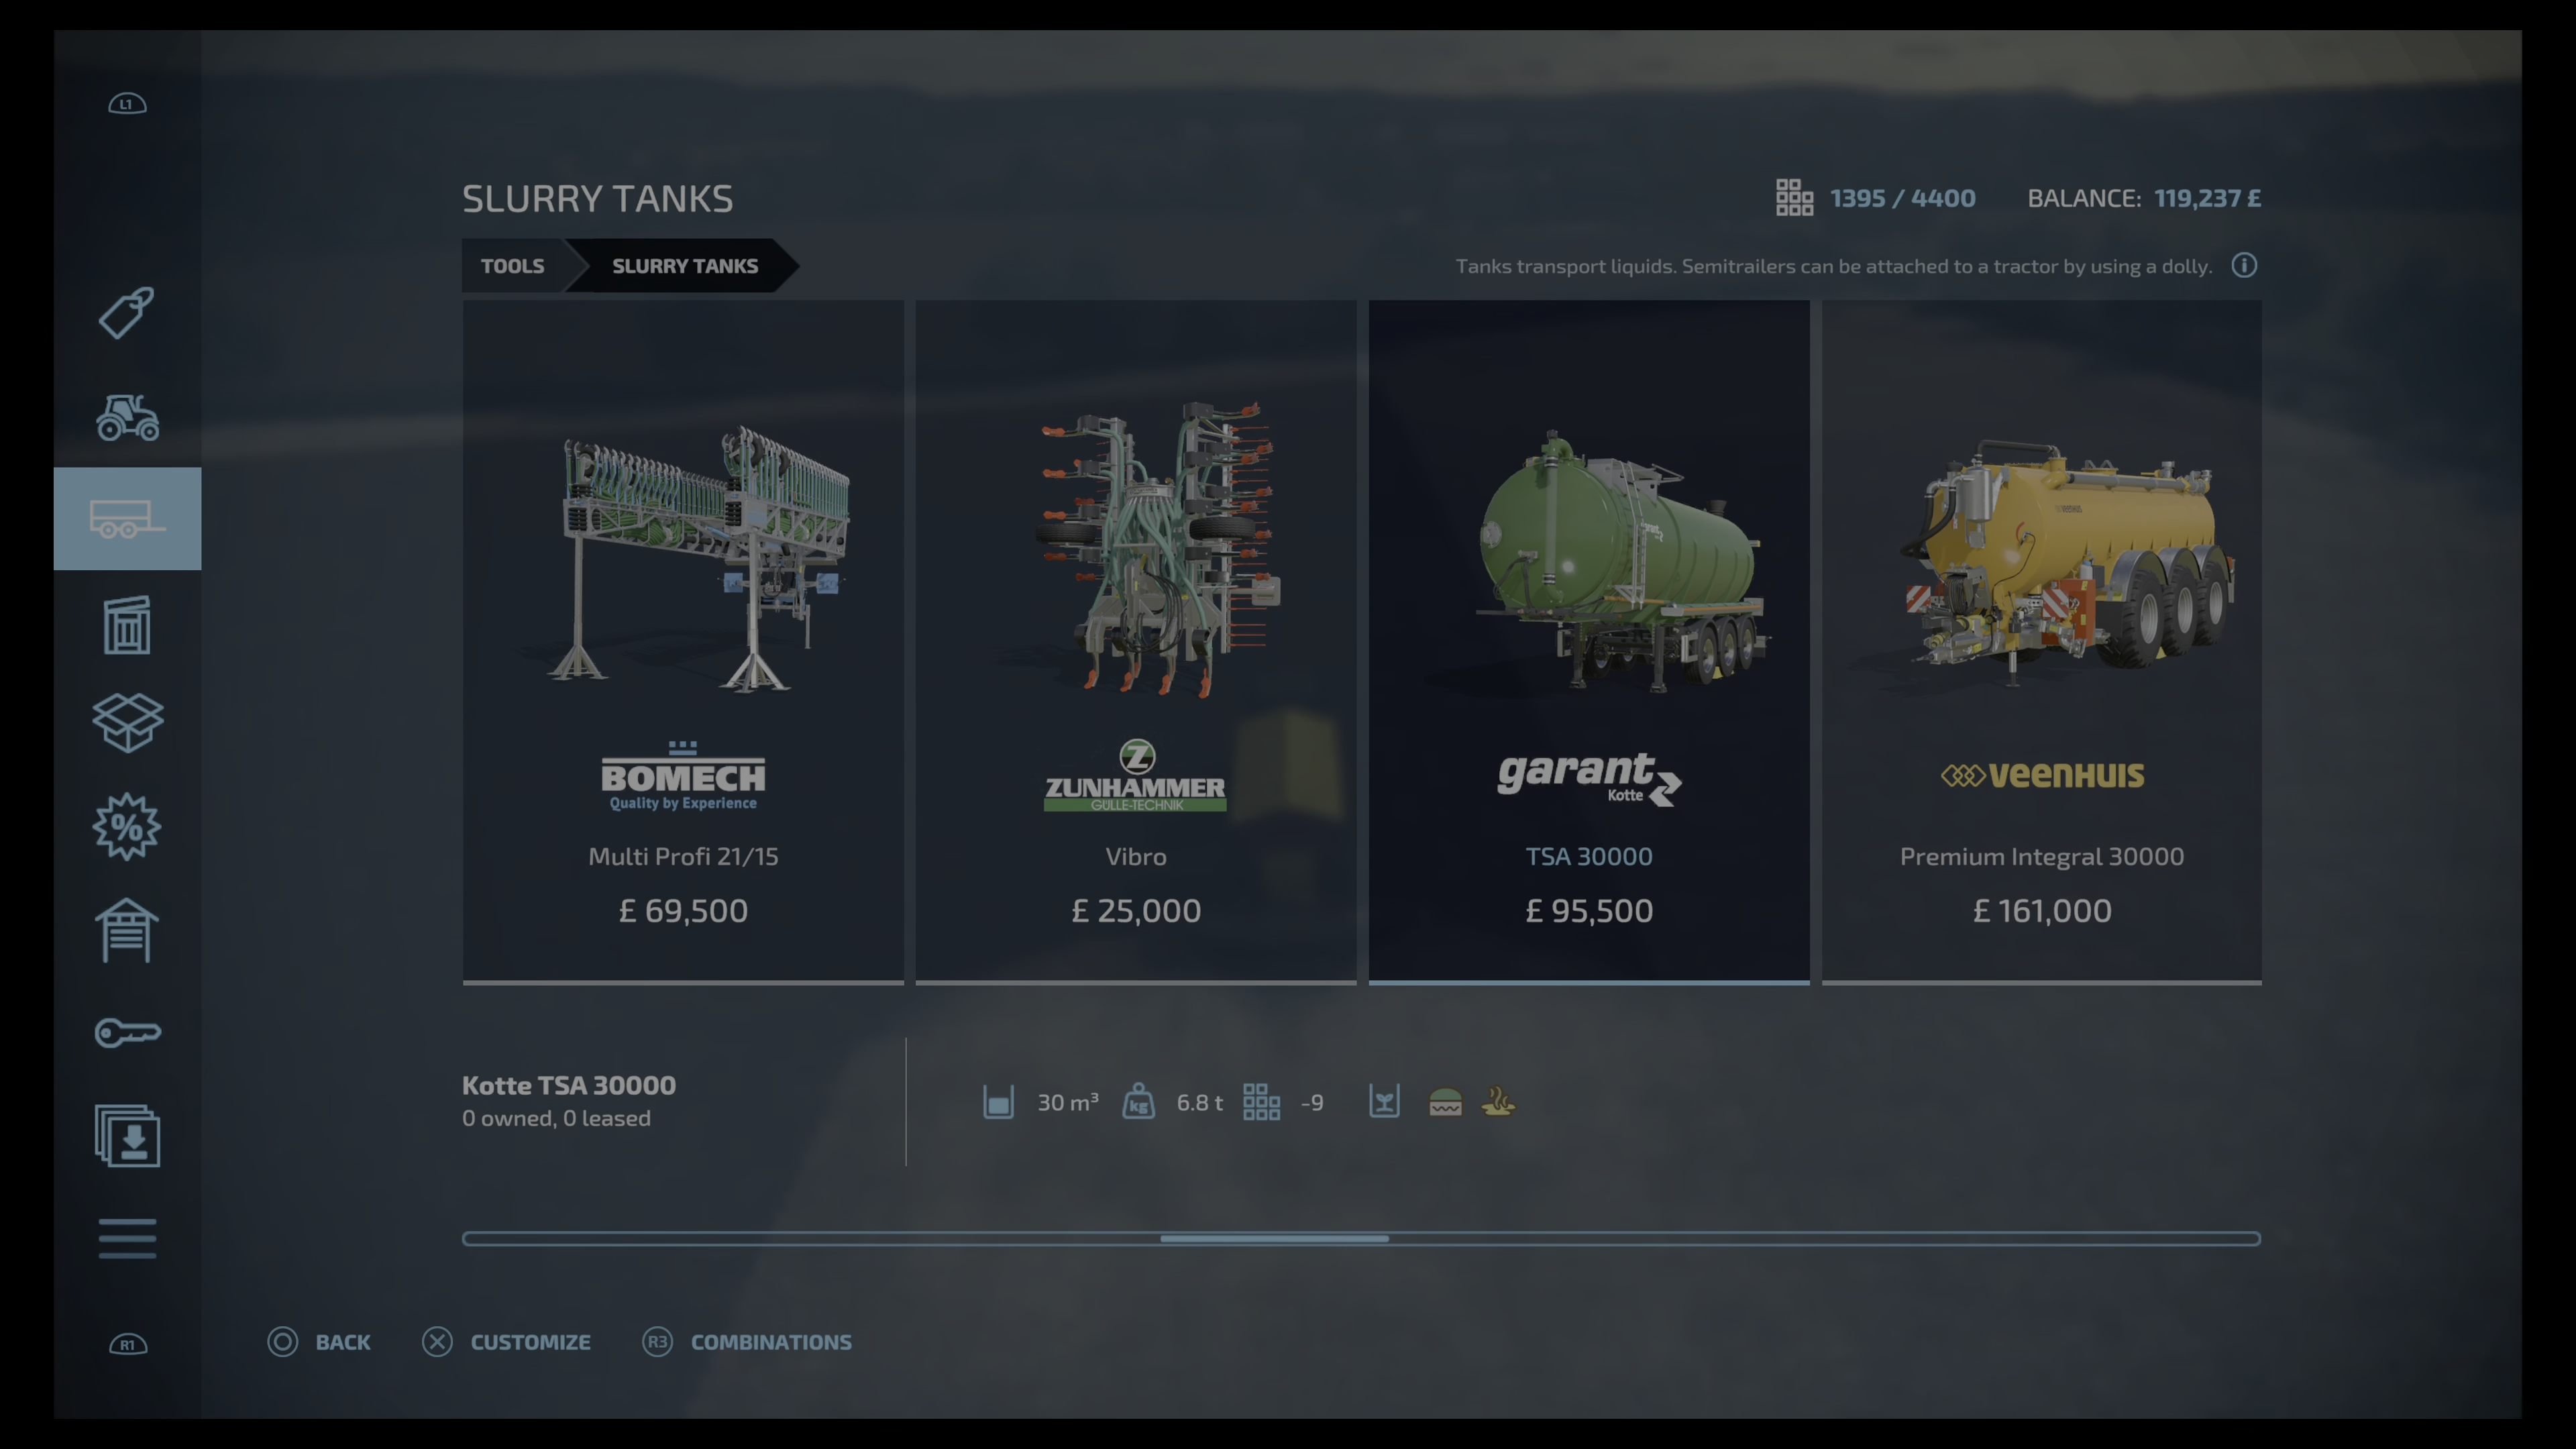 L1
SLURRY TANKS
1395 / 4400 BALANCE: 119,237 £
TOOLS SLURRY TANKS
Tanks transport liquids. Semitrailers can be attached to a tractor by using a dolly.
BOMECH
Quality by Experience
Multi Profi 21/15
£ 69,500
Z
ZUNHAMMER
GÜLLE-TECHNIK
Vibro
£ 25,000
garant
Kotte
TSA 30000
£ 95,500
VEENHUIS
Premium Integral 30000
£ 161,000
%
Kotte TSA 30000
0 owned, 0 leased
30 m³ kg 6.8 t -9
R1
BACK CUSTOMIZE R3 COMBINATIONS